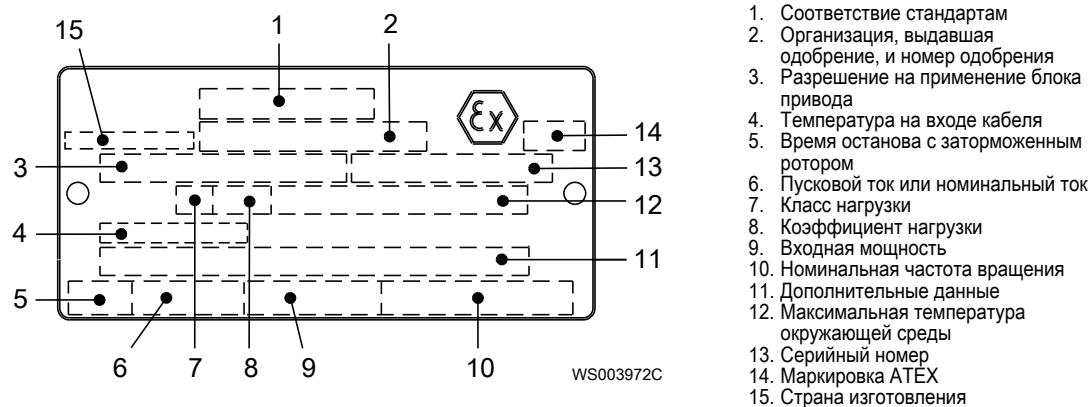 1
2
15
Ex
14
3
13
12
4
11
5
6
7
8
9
10
WS003972C
1. Соответствие стандартам
2. Организация, выдавшая
одобрение, и номер одобрения
3. Разрешение на применение блока
привода
4. Температура на входе кабеля
5. Время останова с заторможенным
ротором
6. Пусковой ток или номинальный ток
7. Класс нагрузки
8. Коэффициент нагрузки
9. Входная мощность
10. Номинальная частота вращения
11. Дополнительные данные
12. Максимальная температура
окружающей среды
13. Серийный номер
14. Маркировка ATEX
15. Страна изготовления